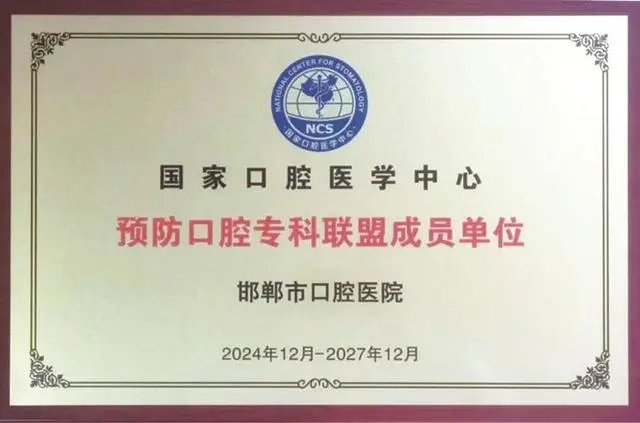 NATIONAL CENTER FOR STOMATOLOGY
NCS
·国家口腔医学中心·
国家口腔医学中心
预防口腔专科联盟成员单位
邯郸市口腔医院
2024年12月-2027年12月